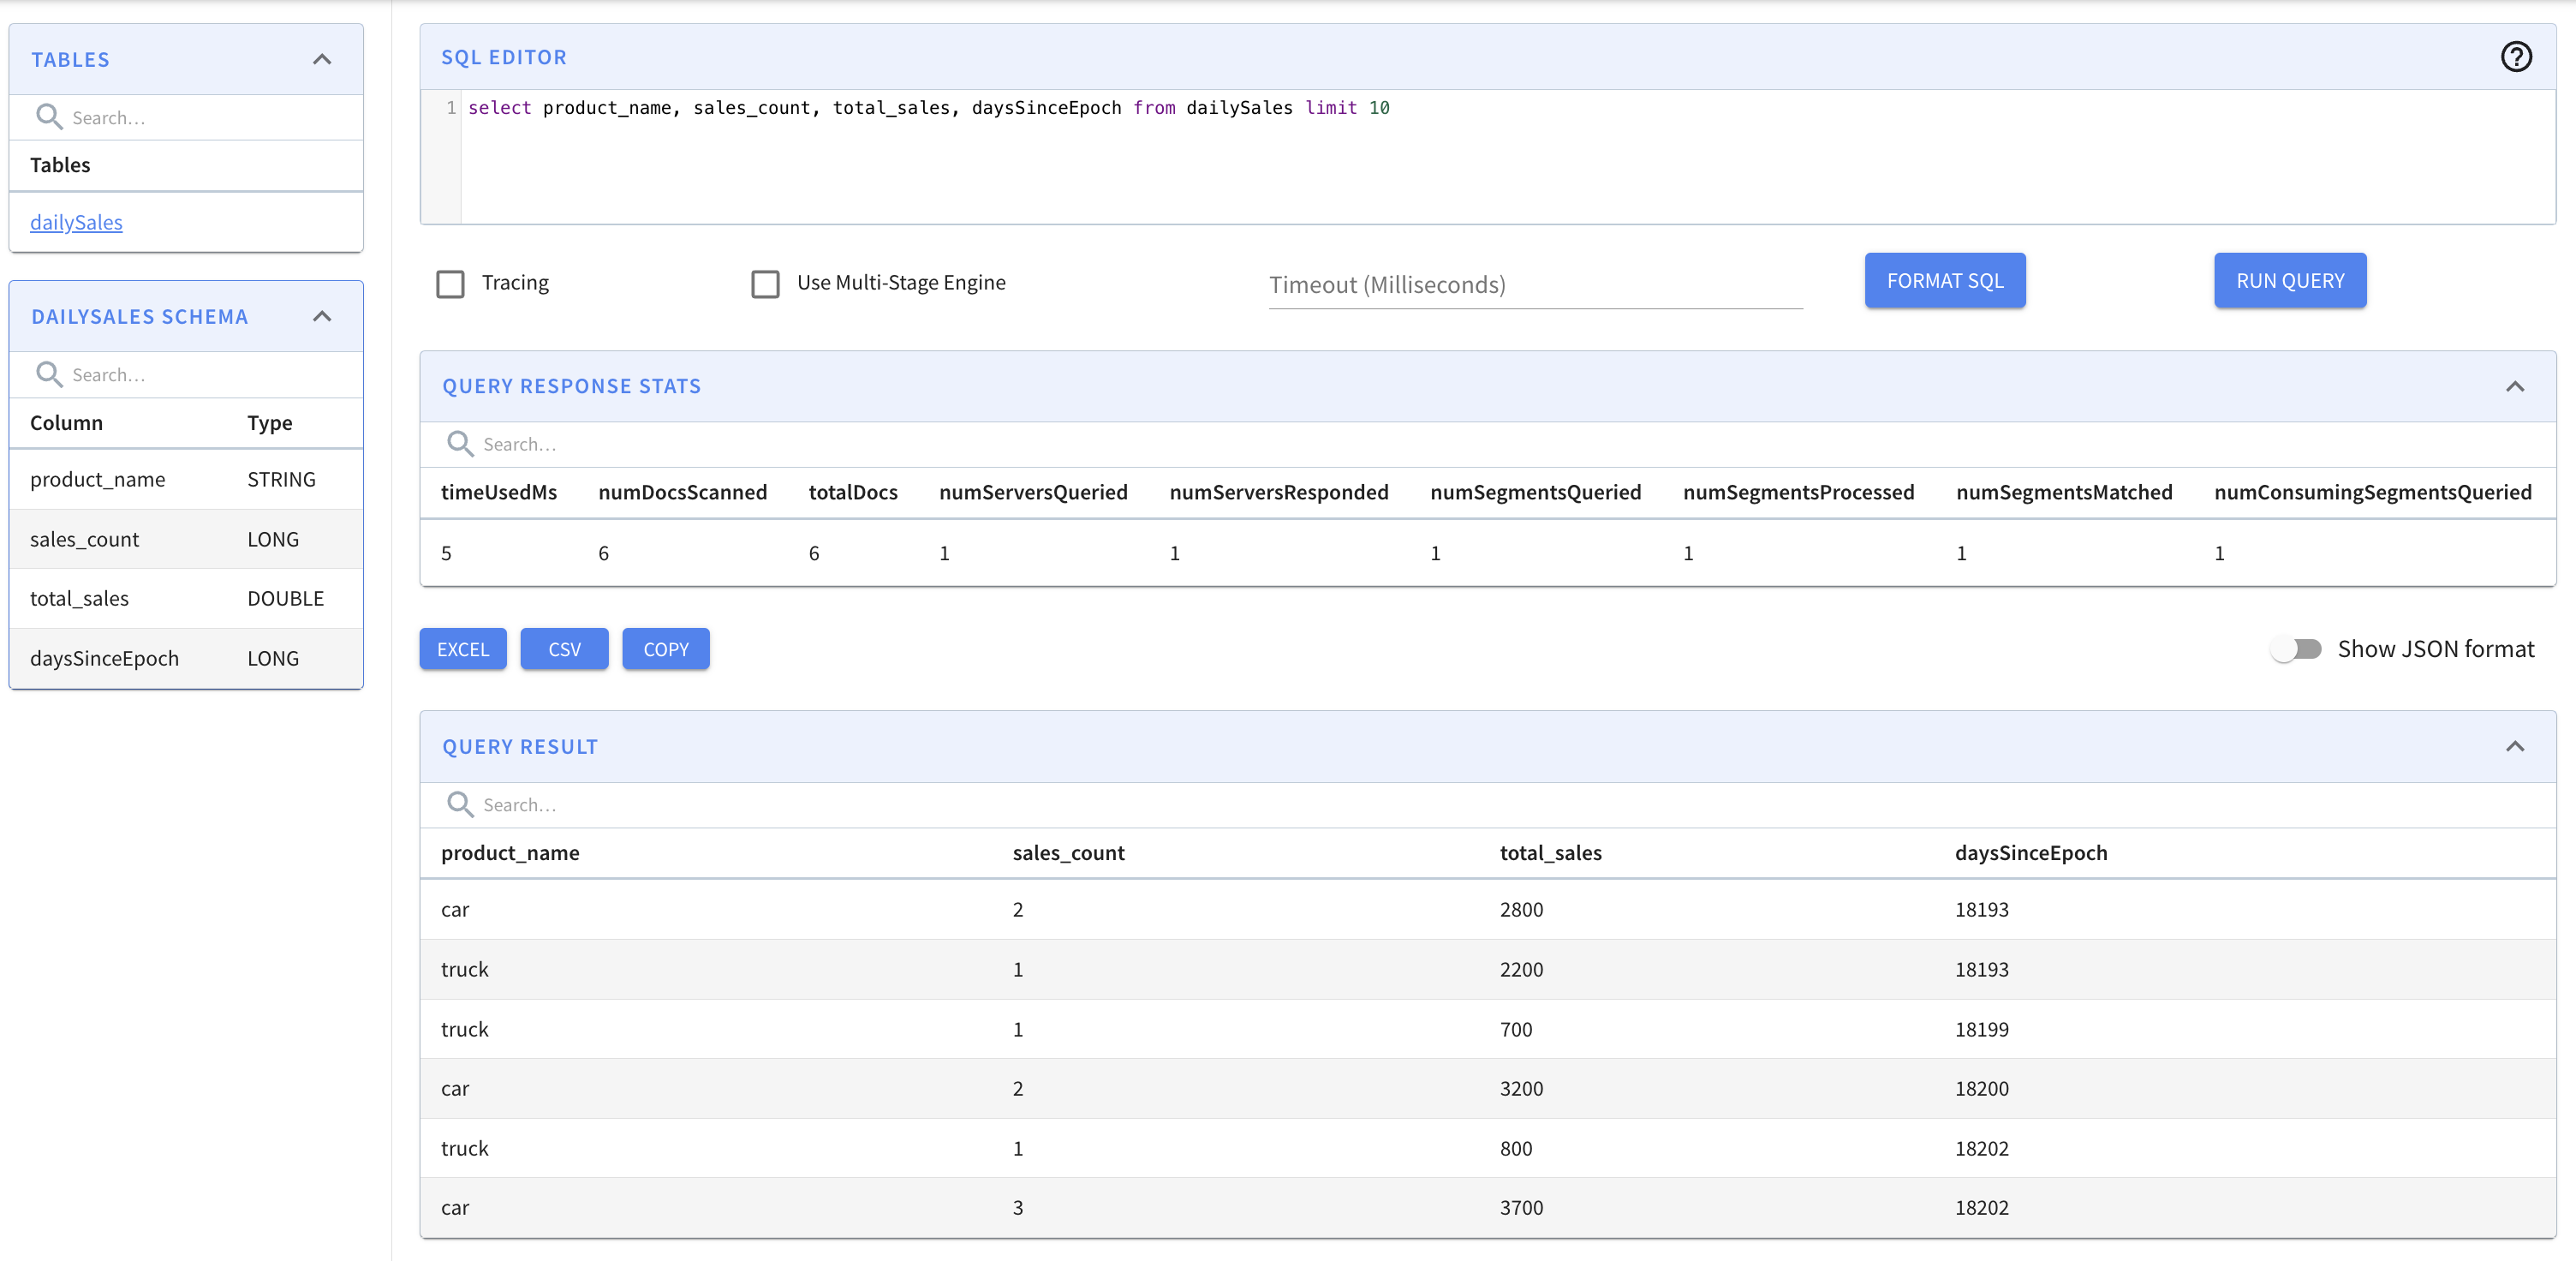 TABLES
Search…
Tables
dailySales
DAILYSALES SCHEMA
Search…
Column Type
product_name STRING
sales_count LONG
total_sales DOUBLE
daysSinceEpoch LONG
SQL EDITOR
?
1 select product_name, sales_count, total_sales, daysSinceEpoch from dailySales limit 10
Tracing Use Multi-Stage Engine Timeout (Milliseconds) FORMAT SQL RUN QUERY
QUERY RESPONSE STATS
Search…
timeUsedMs numDocsScanned totalDocs numServersQueried numServersResponded numSegmentsQueried numSegmentsProcessed numSegmentsMatched numConsumingSegmentsQueried
5 6 6 1 1 1 1 1 1
EXCEL CSV COPY Show JSON format
QUERY RESULT
Search…
product_name sales_count total_sales daysSinceEpoch
car 2 2800 18193
truck 1 2200 18193
truck 1 700 18199
car 2 3200 18200
truck 1 800 18202
car 3 3700 18202